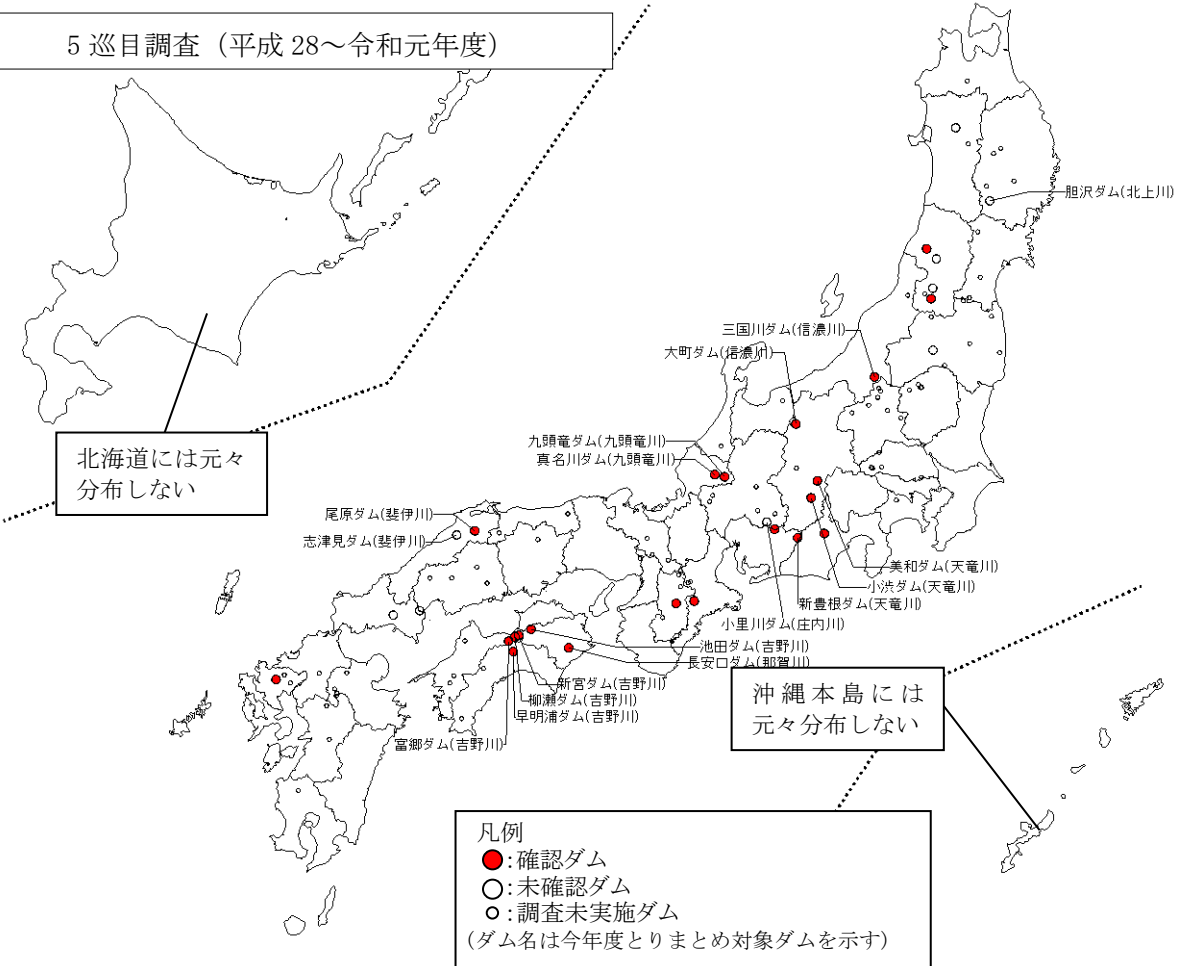 5 巡目調査（平成 28～令和元年度）
胆沢ダム(北上川)
三国川ダム(信濃川)
大町ダム(信濃川)
九頭竜ダム(九頭竜川)
真名川ダム(九頭竜川)
北海道には元々
分布しない
尾原ダム(斐伊川)
志津見ダム(斐伊川)
美和ダム(天竜川)
小渋ダム(天竜川)
新豊根ダム(天竜川)
小里川ダム(庄内川)
池田ダム(吉野川)
長安口ダム(那賀川)
新宮ダム(吉野川)
柳瀬ダム(吉野川)
早明浦ダム(吉野川)
富郷ダム(吉野川)
沖縄本島には
元々分布しない
凡例
:確認ダム
:未確認ダム
:調査未実施ダム
(ダム名は今年度とりまとめ対象ダムを示す)